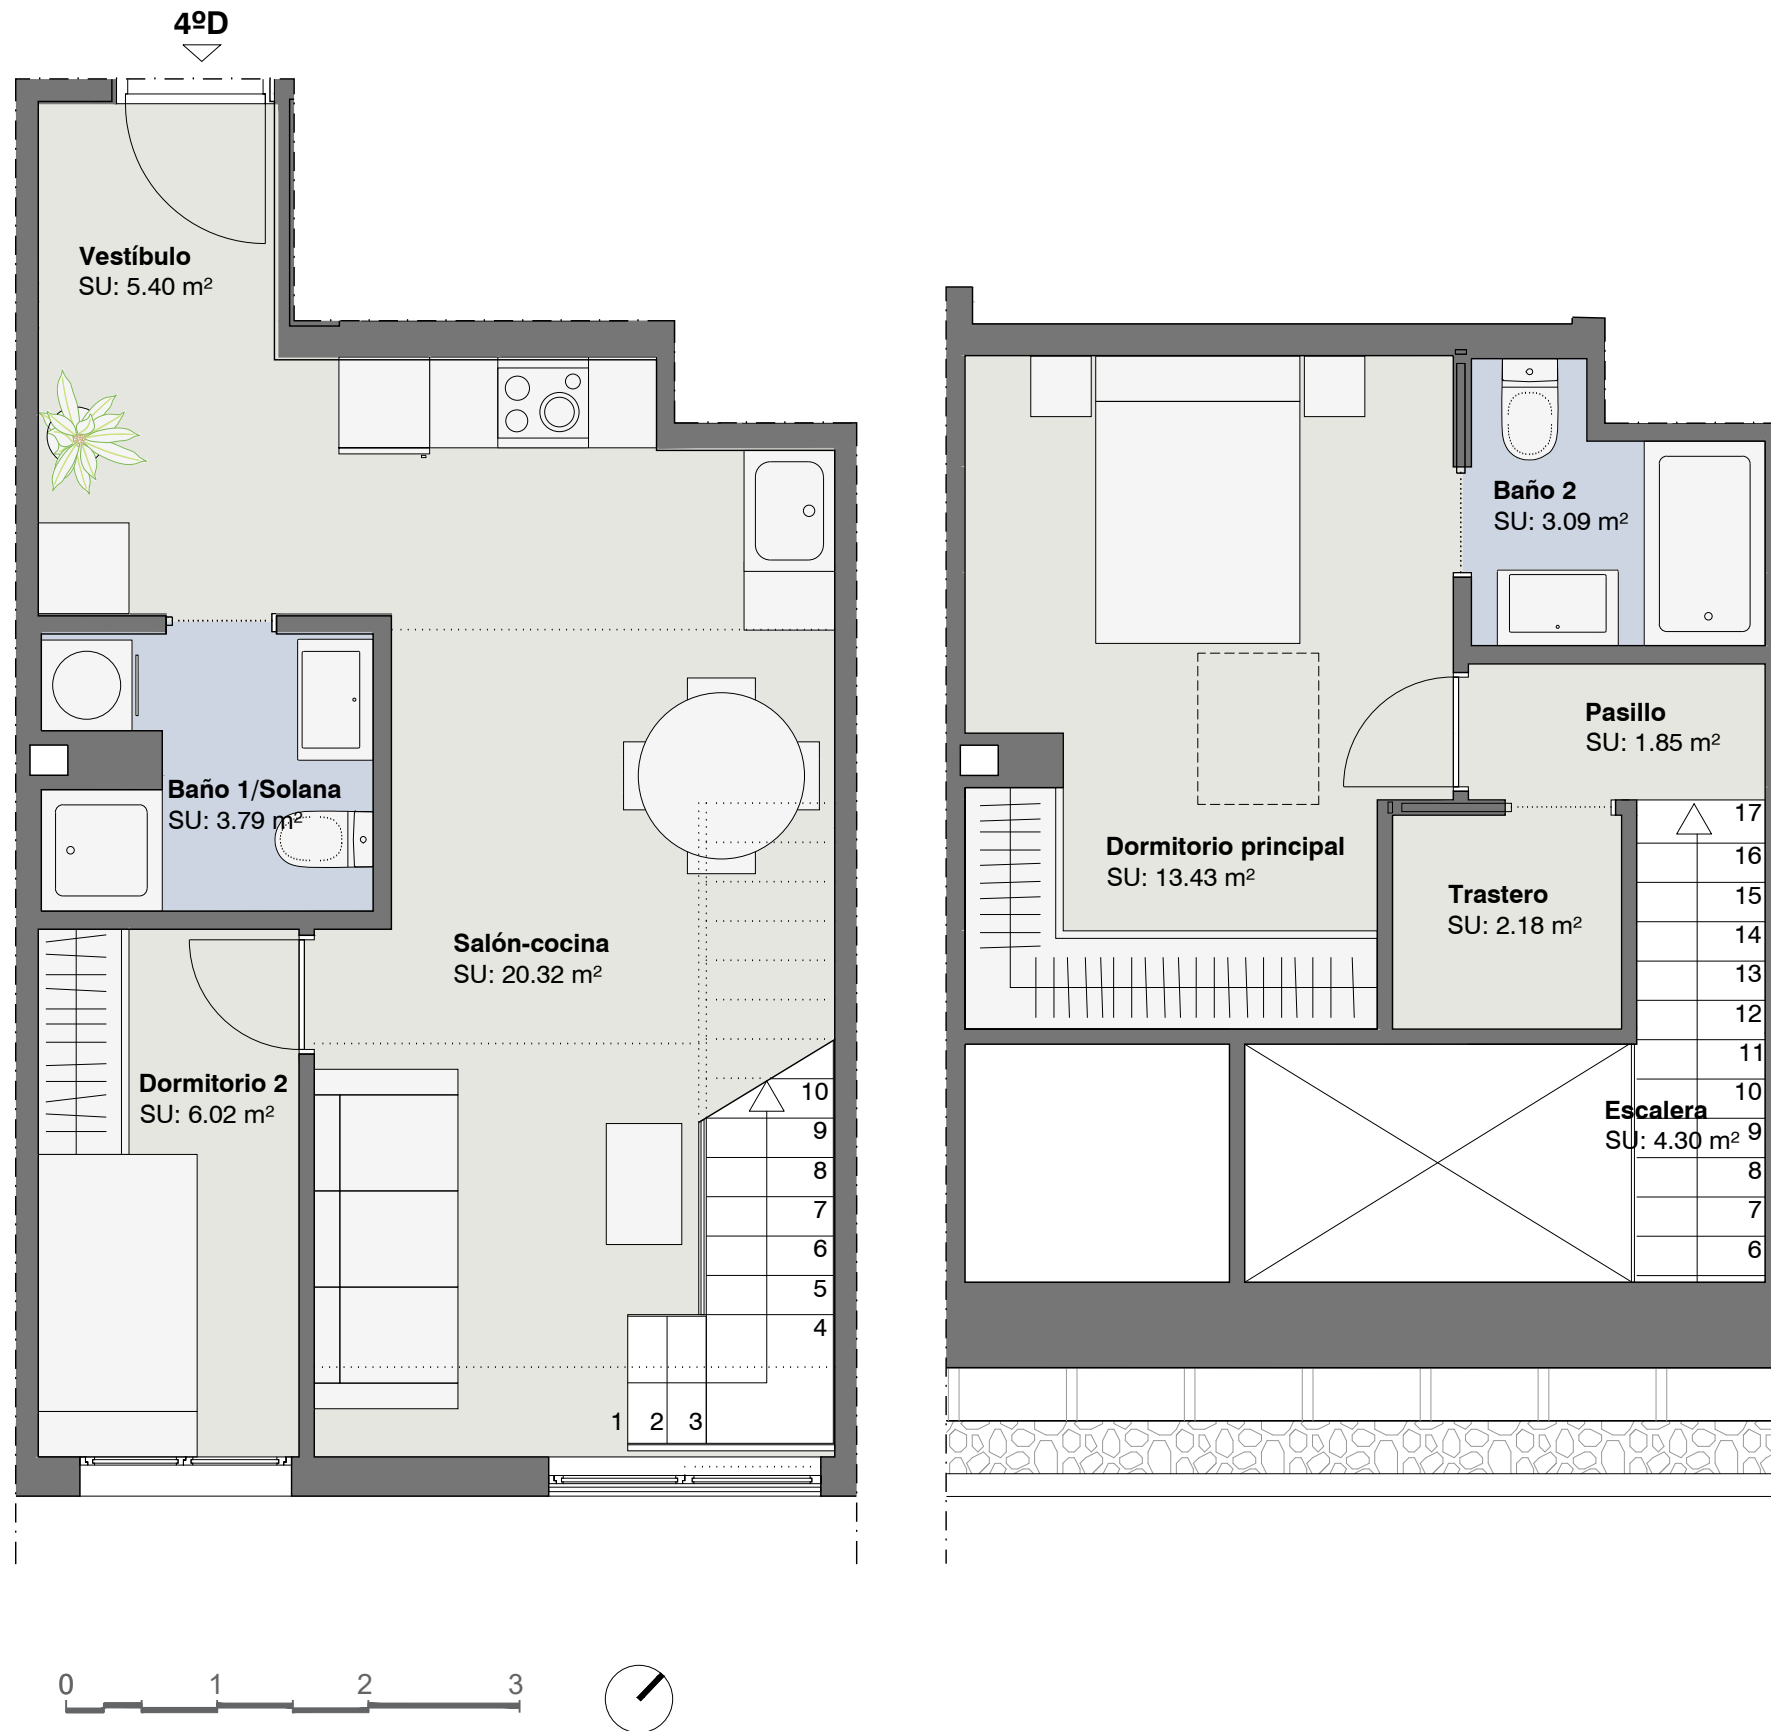 4ºD
Vestíbulo
SU: 5.40 m²
Baño 1/Solana
SU: 3.79 m²
Salón-cocina
SU: 20.32 m²
Dormitorio 2
SU: 6.02 m²
10
9
8
7
6
5
4
1 2 3
Baño 2
SU: 3.09 m²
Pasillo
SU: 1.85 m²
Dormitorio principal
SU: 13.43 m²
Trastero
SU: 2.18 m²
17
16
15
14
13
12
11
10
Escalera
SU: 4.30 m²
9
8
7
6
0 1 2 3